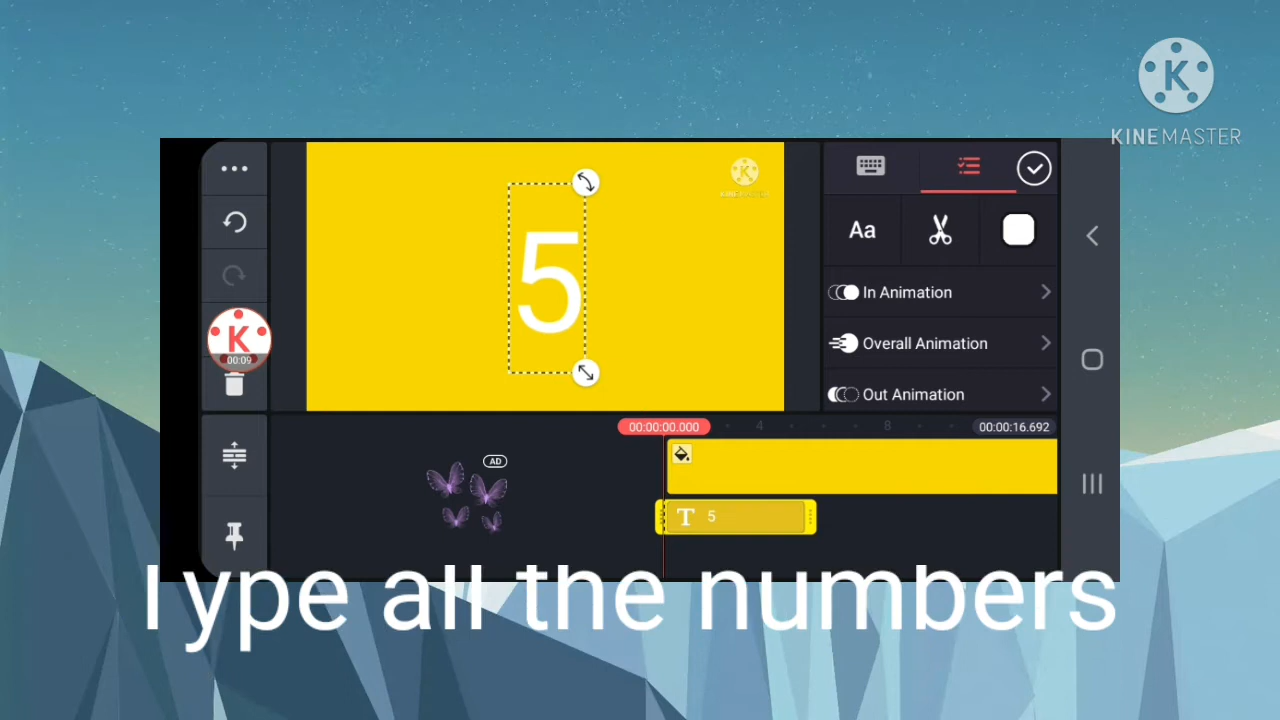 K
KINEMASTER
K
KINEMASTER
5
Aa
In Animation
Overall Animation
Out Animation
K
00:09
00:00:00.000
4
8
00:00:16.692
AD
T 5
Type all the numbers